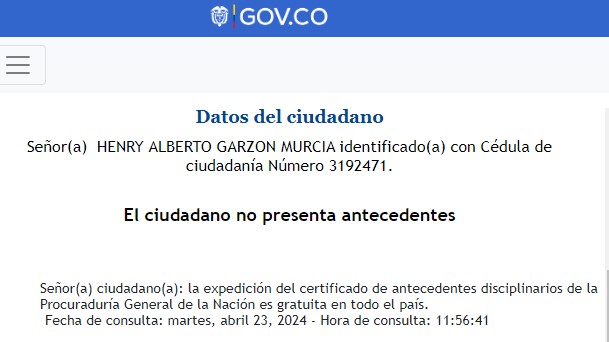 GOV.CO
Datos del ciudadano
Señor(a)  HENRY ALBERTO GARZON MURCIA identificado(a) con Cédula de
ciudadanía Número 3192471.
El ciudadano no presenta antecedentes
Señor(a) ciudadano(a): la expedición del certificado de antecedentes disciplinarios de la
Procuraduría General de la Nación es gratuita en todo el país.
Fecha de consulta: martes, abril 23, 2024 - Hora de consulta: 11:56:41